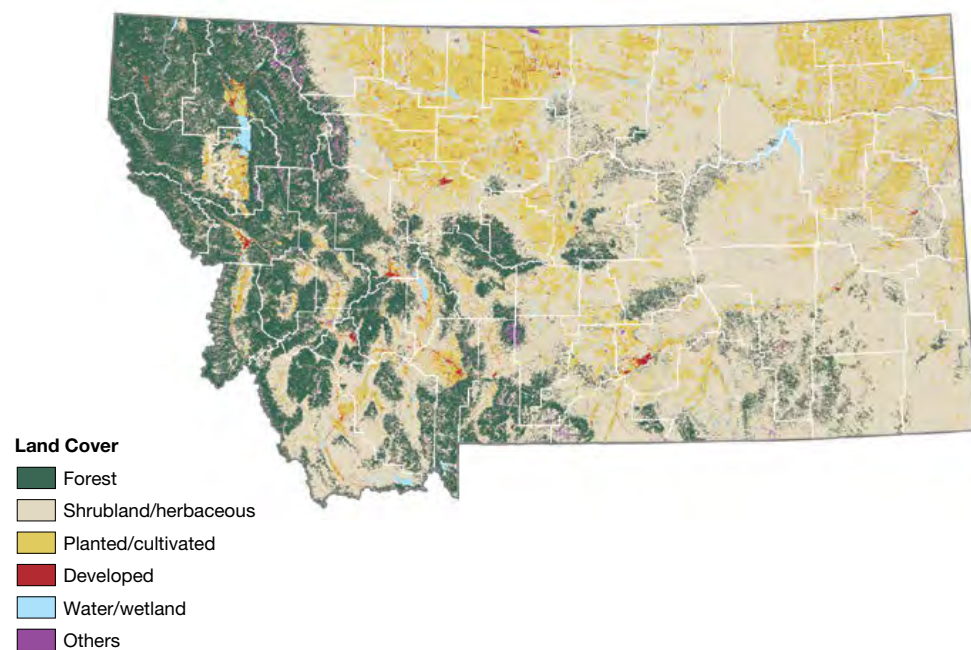 Land Cover
Forest
Shrubland/herbaceous
Planted/cultivated
Developed
Water/wetland
Others